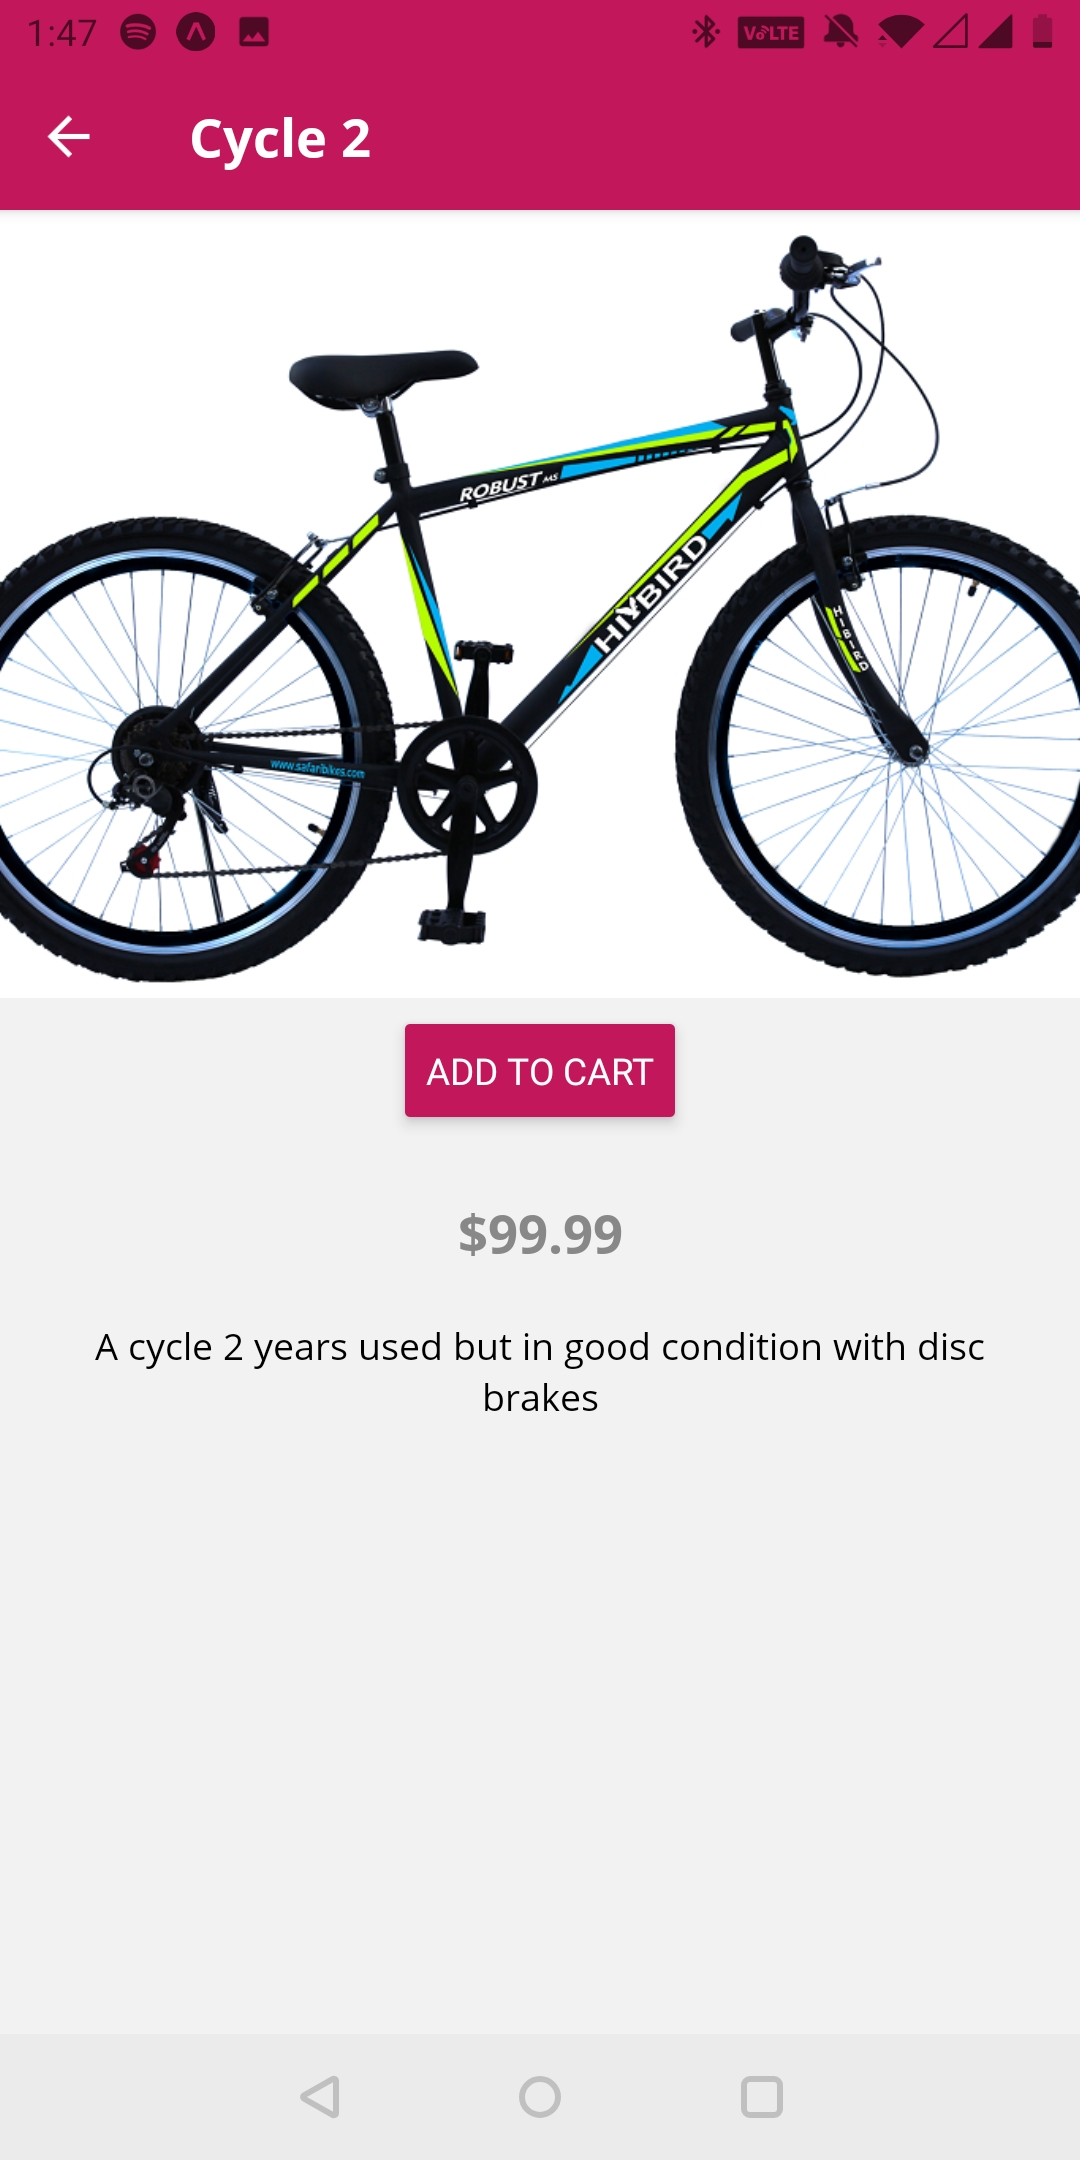 1:47
VoLTE
Cycle 2
ROBUST MS
HIYBIRD
HIBIRD
www.safaribikes.com
ADD TO CART
$99.99
A cycle 2 years used but in good condition with disc
brakes